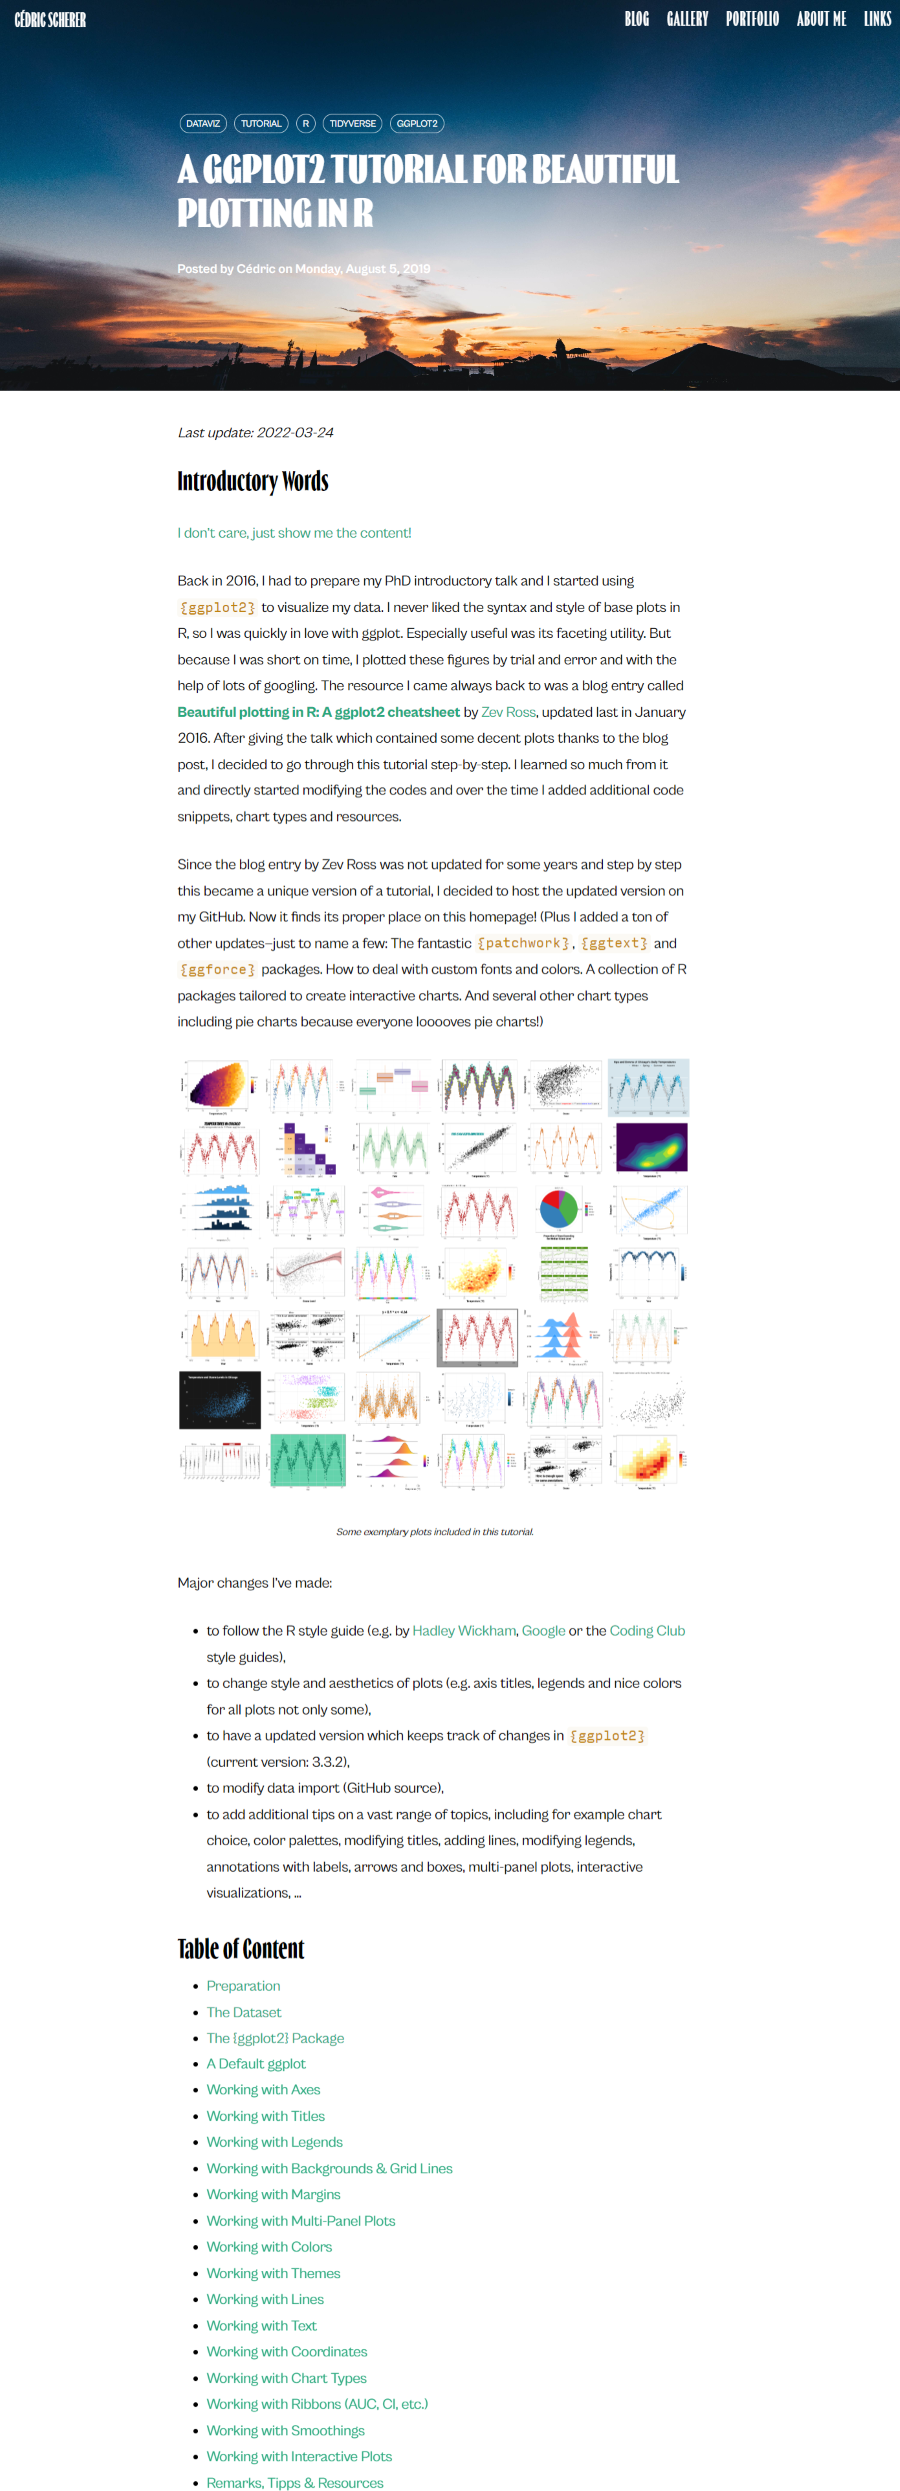 CÉDRIC SCHERER
BLOG GALLERY PORTFOLIO ABOUT ME LINKS
DATAVIZ TUTORIAL R TIDYVERSE GGPLOT2
A GGPLOT2 TUTORIAL FOR BEAUTIFUL
PLOTTING IN R
Posted by Cédric on Monday, August 5, 2019
Last update: 2022-03-24
Introductory Words
I don't care, just show me the content!
Back in 2016, I had to prepare my PhD introductory talk and I started using
{ggplot2} to visualize my data. I never liked the syntax and style of base plots in
R, so I was quickly in love with ggplot. Especially useful was its faceting utility. But
because I was short on time, I plotted these figures by trial and error and with the
help of lots of googling. The resource I came always back to was a blog entry called
Beautiful plotting in R: A ggplot2 cheatsheet by Zev Ross, updated last in January
2016. After giving the talk which contained some decent plots thanks to the blog
post, I decided to go through this tutorial step-by-step. I learned so much from it
and directly started modifying the codes and over the time I added additional code
snippets, chart types and resources.
Since the blog entry by Zev Ross was not updated for some years and step by step
this became a unique version of a tutorial, I decided to host the updated version on
my GitHub. Now it finds its proper place on this homepage! (Plus I added a ton of
other updates—just to name a few: The fantastic {patchwork}, {ggtext} and
{ggforce} packages. How to deal with custom fonts and colors. A collection of R
packages tailored to create interactive charts. And several other chart types
including pie charts because everyone looooves pie charts!)
Some exemplary plots included in this tutorial.
Major changes I've made:
• to follow the R style guide (e.g. by Hadley Wickham, Google or the Coding Club
style guides),
• to change style and aesthetics of plots (e.g. axis titles, legends and nice colors
for all plots not only some),
• to have a updated version which keeps track of changes in {ggplot2}
(current version: 3.3.2),
• to modify data import (GitHub source),
• to add additional tips on a vast range of topics, including for example chart
choice, color palettes, modifying titles, adding lines, modifying legends,
annotations with labels, arrows and boxes, multi-panel plots, interactive
visualizations, ...
Table of Content
• Preparation
• The Dataset
• The {ggplot2} Package
• A Default ggplot
• Working with Axes
• Working with Titles
• Working with Legends
• Working with Backgrounds & Grid Lines
• Working with Margins
• Working with Multi-Panel Plots
• Working with Colors
• Working with Themes
• Working with Lines
• Working with Text
• Working with Coordinates
• Working with Chart Types
• Working with Ribbons (AUC, CI, etc.)
• Working with Smoothings
• Working with Interactive Plots
• Remarks, Tipps & Resources